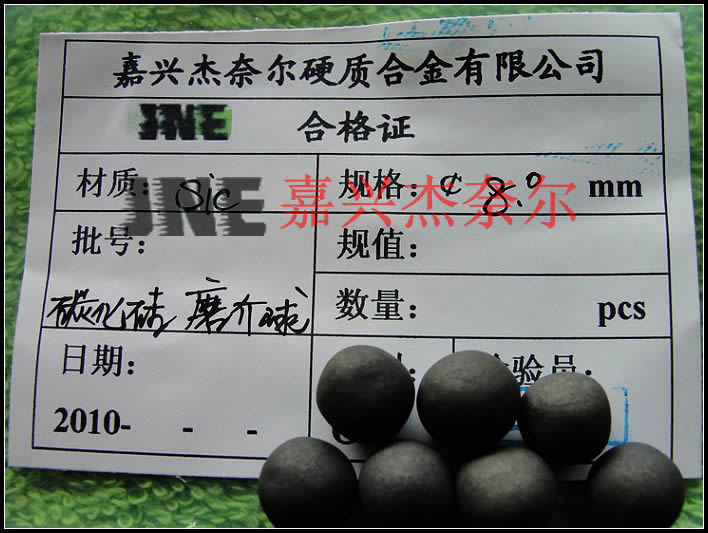 嘉兴杰奈尔硬质合金有限公司
JNE 合格证
材质: Sic 规格: ¢ 8.0 mm
JNE 嘉兴杰奈尔
批号: 规值:
碳化硅 磨介球 数量: pcs
日期: 验员:
2010- - -